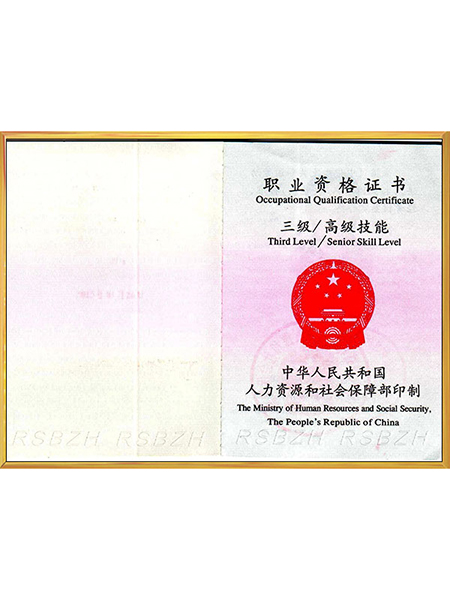 职业资格证书
Occupational Qualification Certificate
三级/高级技能
Third Level/Senior Skill Level
中华人民共和国
人力资源和社会保障部印制
The Ministry of Human Resources and Social Security,
The People's Republic of China
RSBZH RSBZH RSBZH RSBZH